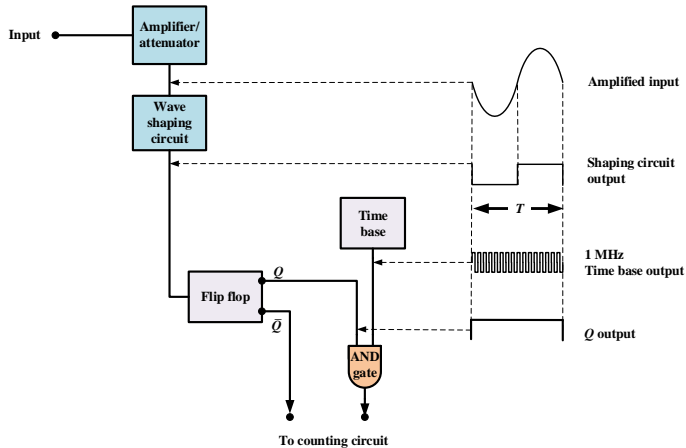 Amplifier/
attenuator
Input
Amplified input
Wave
shaping
circuit
Shaping circuit
output
T
Time
base
1 MHz
Time base output
Flip flop
Q
Q̅
Q output
AND
gate
To counting circuit